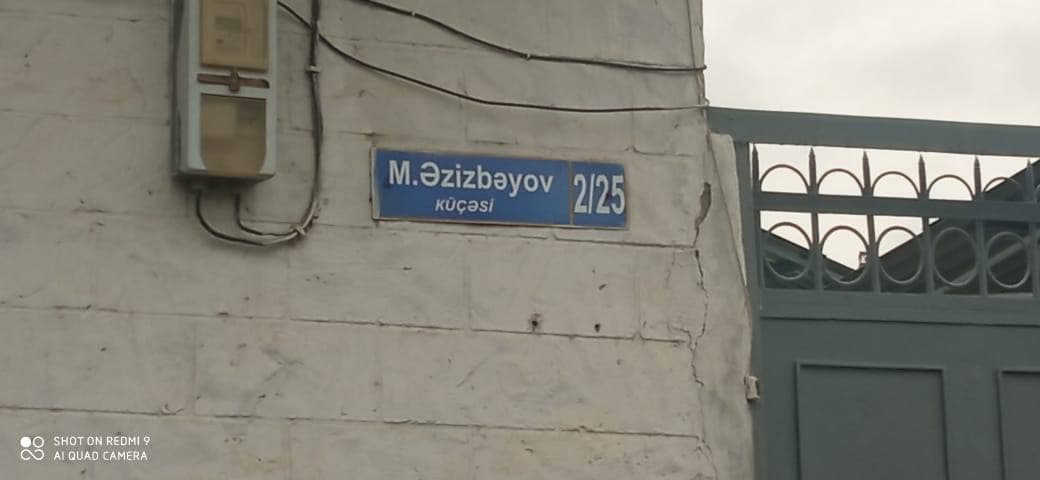 M.Əzizbəyov 2/25
KÜÇƏSİ
SHOT ON REDMI 9
AI QUAD CAMERA